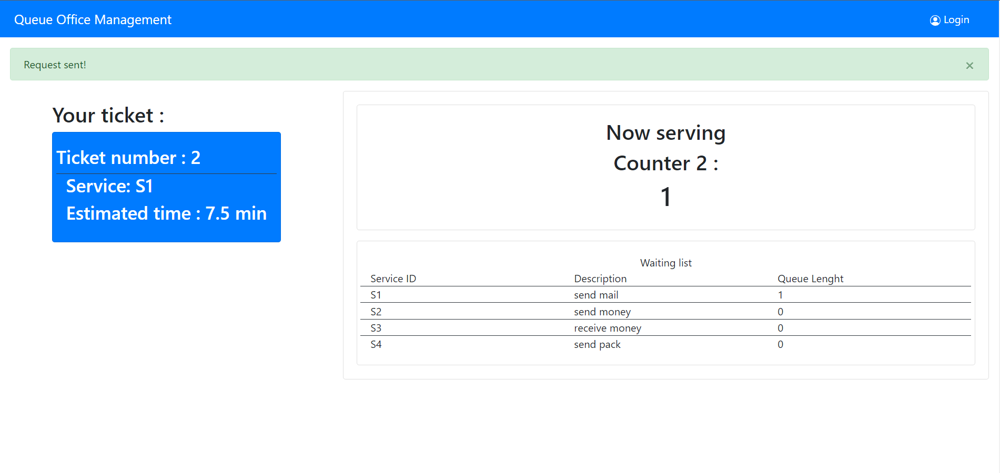 Queue Office Management
Login
Request sent!
×
Your ticket :
Ticket number : 2
Service: S1
Estimated time : 7.5 min
Now serving
Counter 2 :
1
Waiting list
Service ID Description Queue Lenght
S1 send mail 1
S2 send money 0
S3 receive money 0
S4 send pack 0